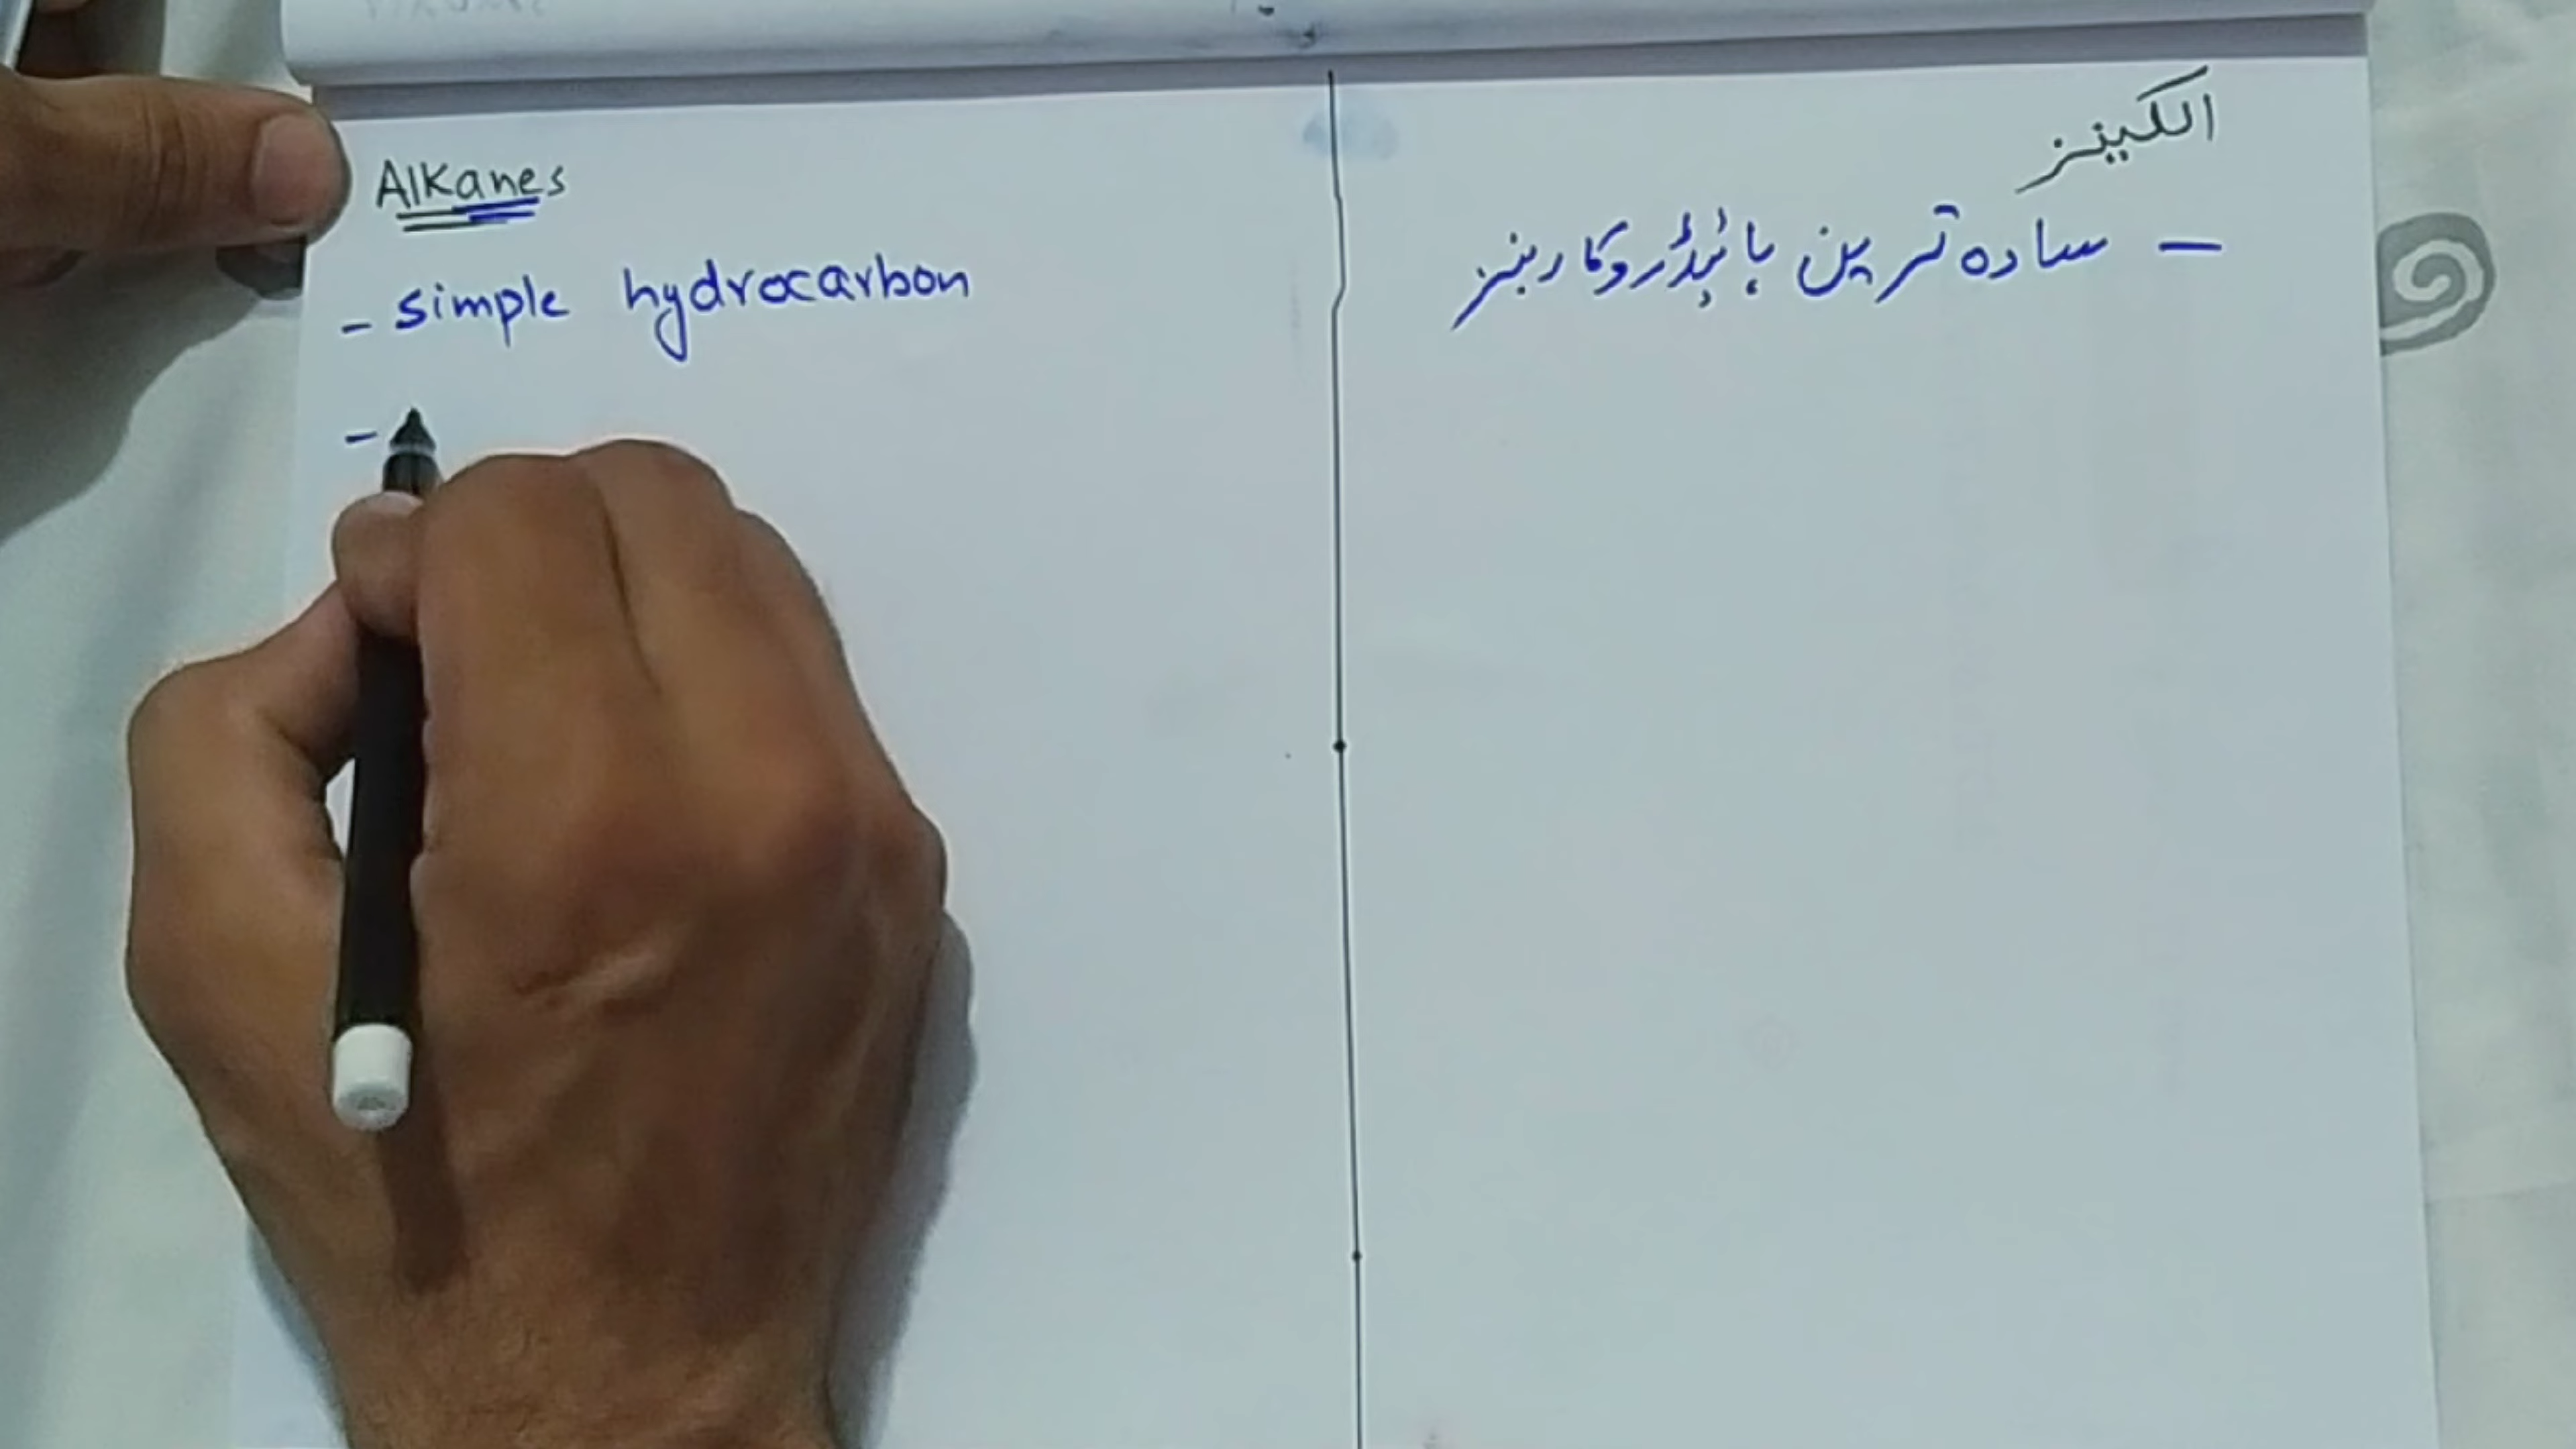 Alkanes
- simple hydrocarbon
-
الکینز
- سادہ ترین ہائیڈروکاربنز